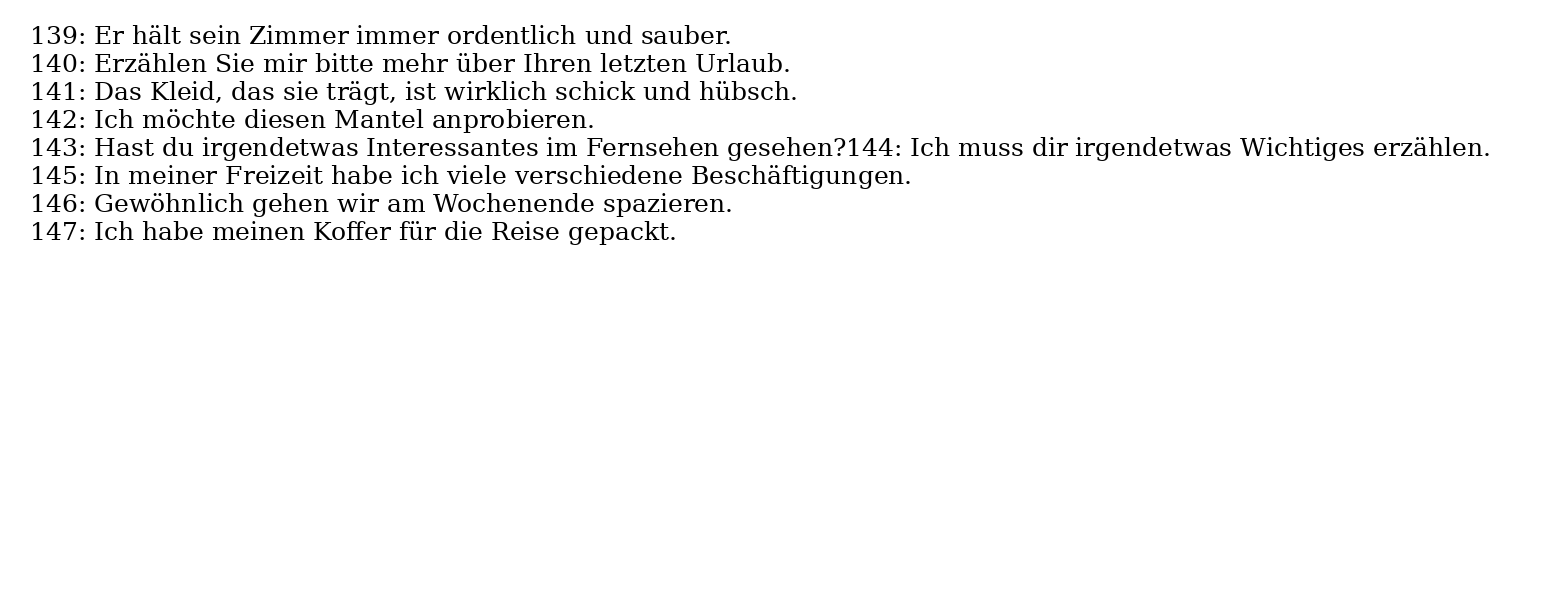 139: Er hält sein Zimmer immer ordentlich und sauber.
140: Erzählen Sie mir bitte mehr über Ihren letzten Urlaub.
141: Das Kleid, das sie trägt, ist wirklich schick und hübsch.
142: Ich möchte diesen Mantel anprobieren.
143: Hast du irgendetwas Interessantes im Fernsehen gesehen?144: Ich muss dir irgendetwas Wichtiges erzählen.
145: In meiner Freizeit habe ich viele verschiedene Beschäftigungen.
146: Gewöhnlich gehen wir am Wochenende spazieren.
147: Ich habe meinen Koffer für die Reise gepackt.